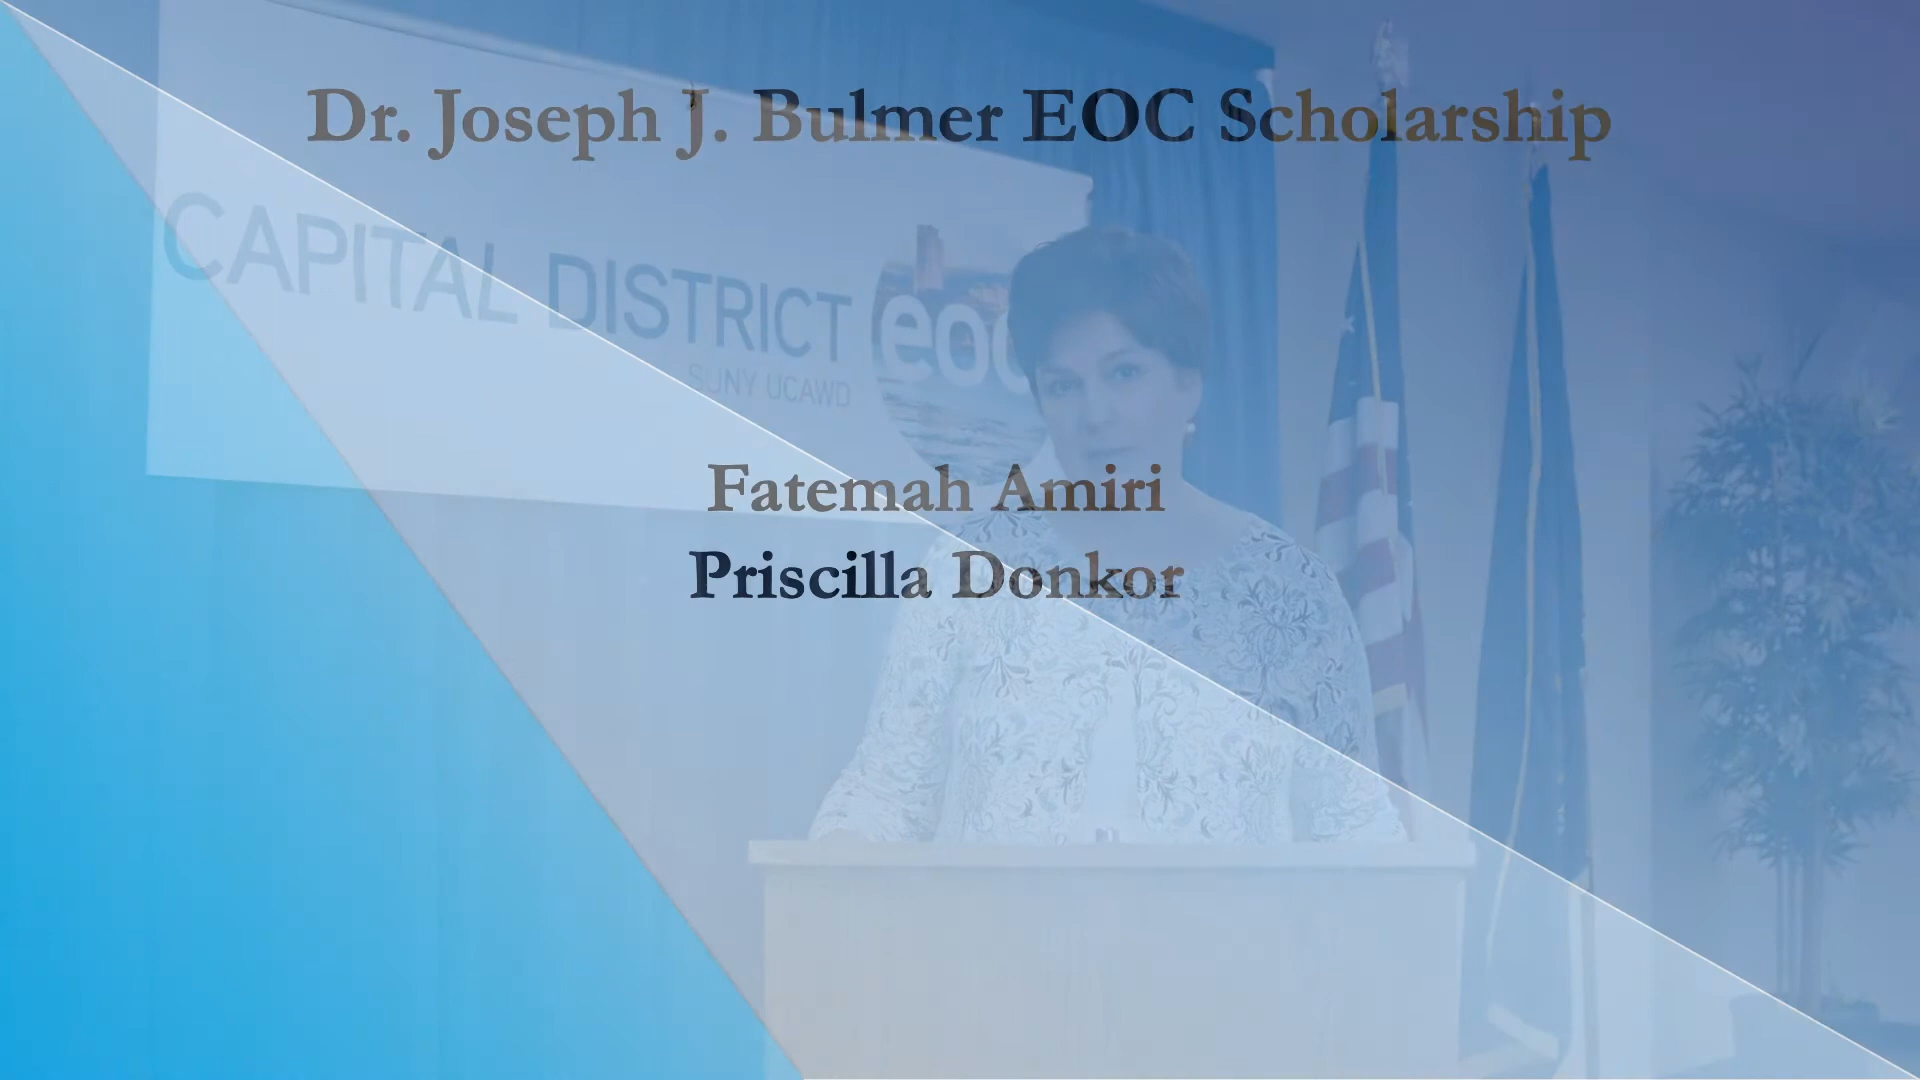 Dr. Joseph J. Bulmer EOC Scholarship
CAPITAL DISTRICT eoc
SUNY UCAWD
Fatemah Amiri
Priscilla Donkor